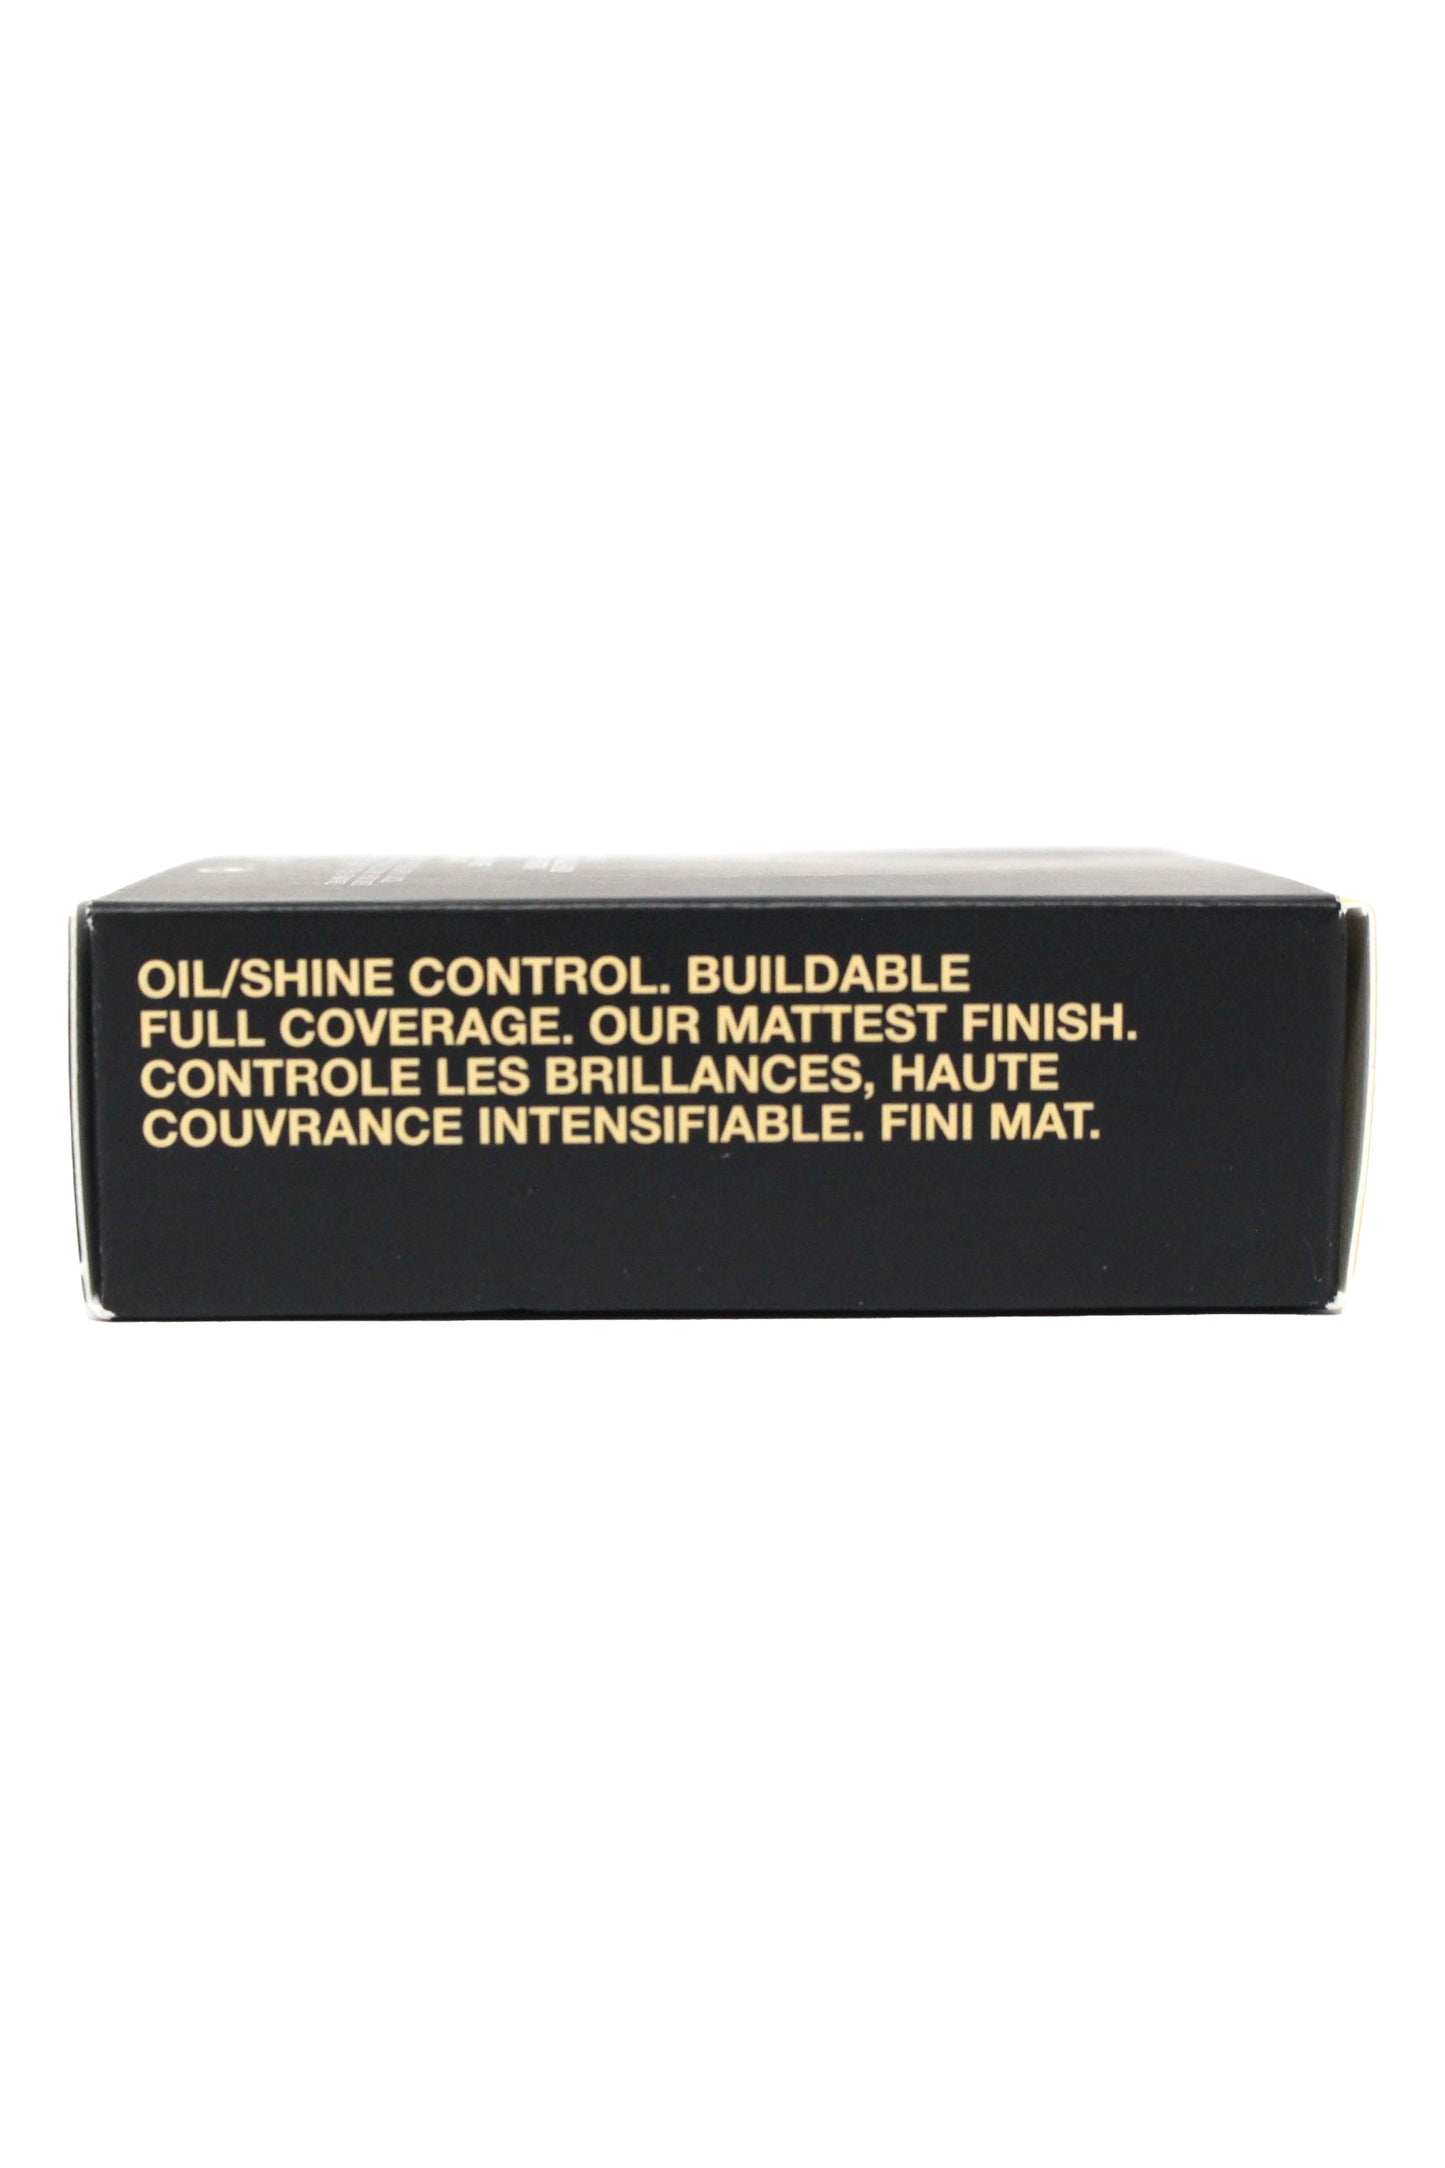 OIL/SHINE CONTROL. BUILDABLE
FULL COVERAGE. OUR MATTEST FINISH.
CONTROLE LES BRILLANCES, HAUTE
COUVRANCE INTENSIFIABLE. FINI MAT.